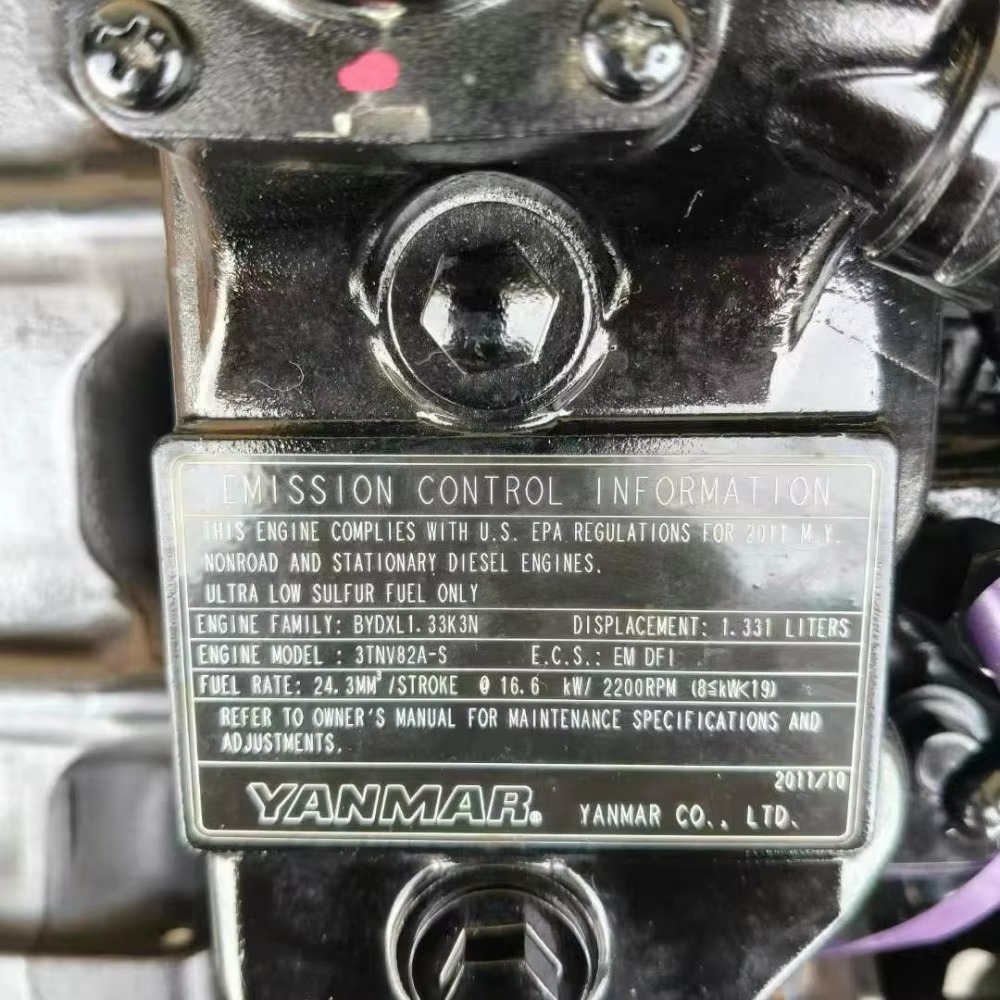 EMISSION CONTROL INFORMATION
THIS ENGINE COMPLIES WITH U.S. EPA REGULATIONS FOR 2011 M.Y.
NONROAD AND STATIONARY DIESEL ENGINES.
ULTRA LOW SULFUR FUEL ONLY
ENGINE FAMILY: BYDXL1.33K3N DISPLACEMENT: 1.331 LITERS
ENGINE MODEL : 3TNV82A-S E.C.S.: EM DFI
FUEL RATE: 24.3MM³/STROKE @ 16.6 kW/ 2200RPM (8≤kW<19)
REFER TO OWNER'S MANUAL FOR MAINTENANCE SPECIFICATIONS AND
ADJUSTMENTS.
2011/10
YANMAR® YANMAR CO., LTD.